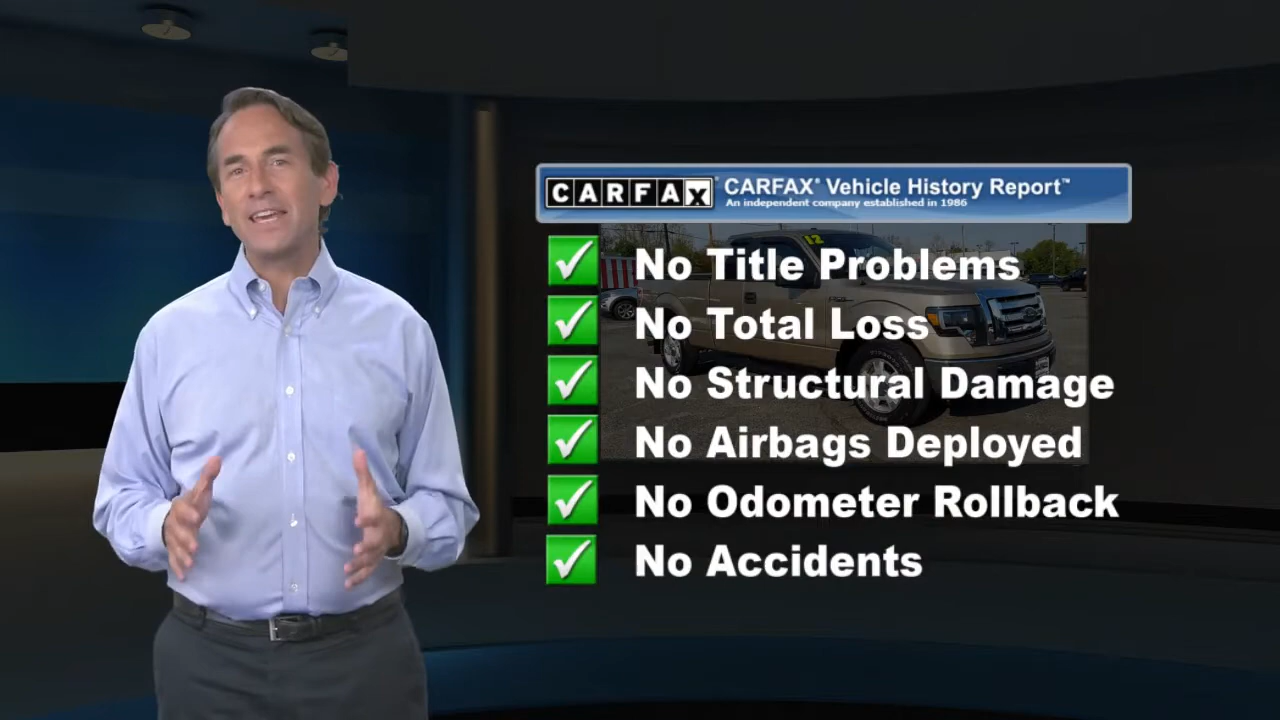 CARFAX® CARFAX® Vehicle History Report™
An independent company established in 1986
12
No Title Problems
No Total Loss
No Structural Damage
No Airbags Deployed
No Odometer Rollback
No Accidents